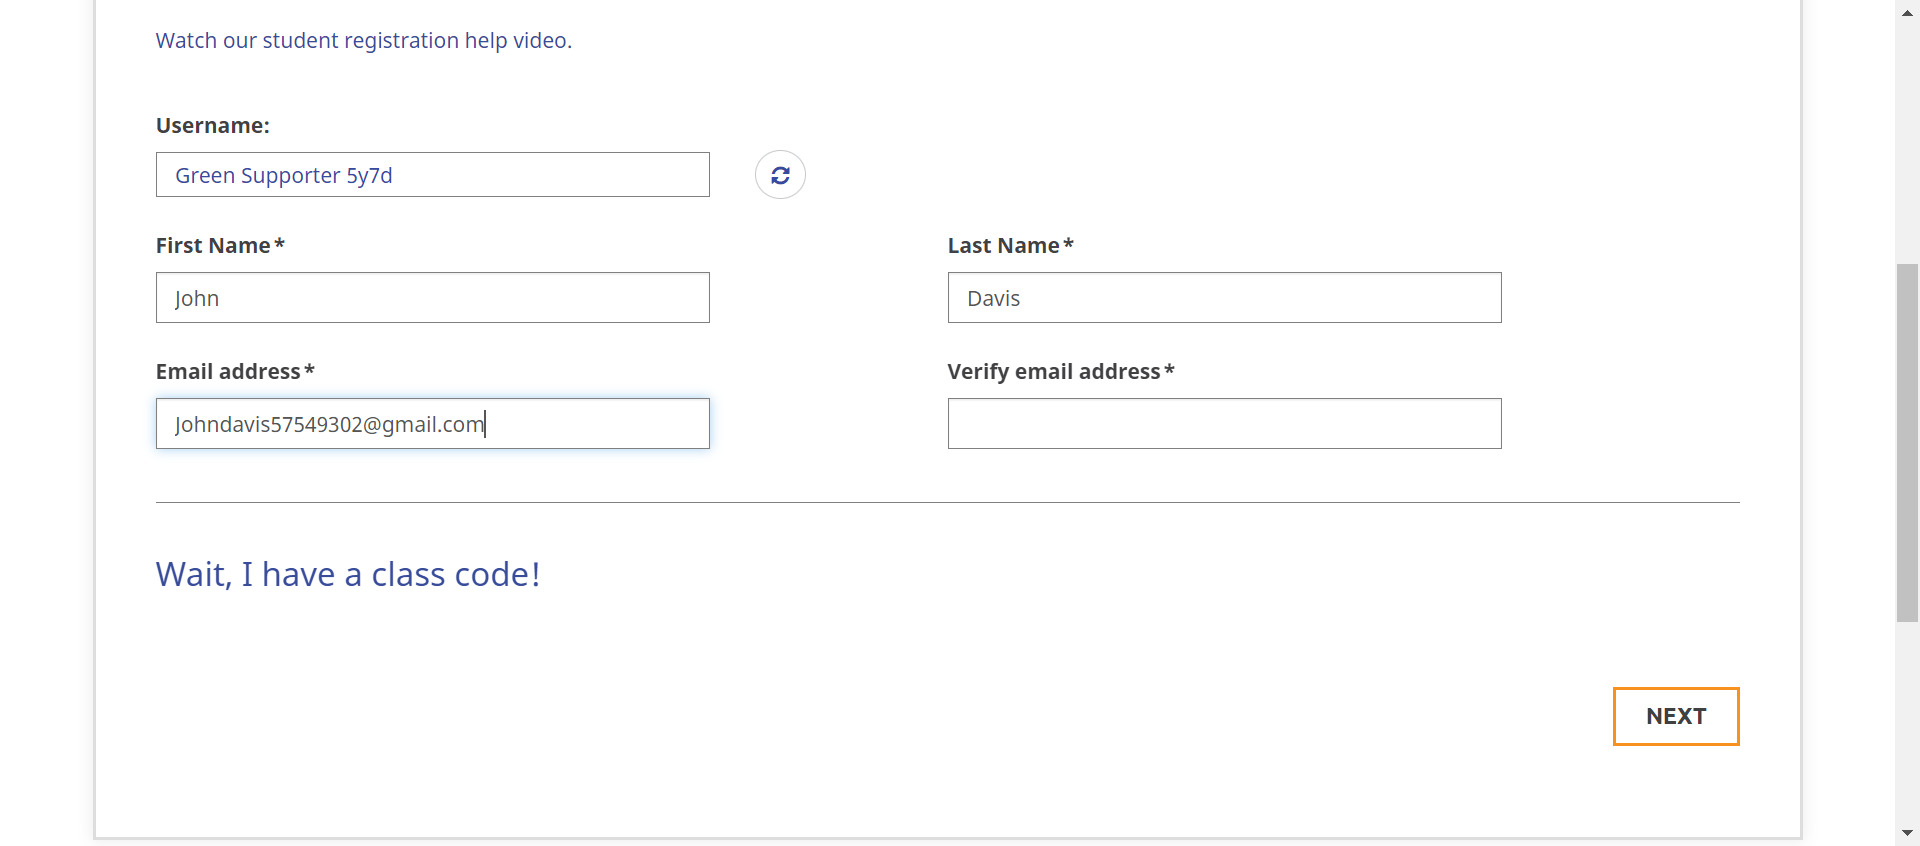 Watch our student registration help video.
Username:
Green Supporter 5y7d
First Name*
Last Name*
John
Davis
Email address*
Verify email address*
Johndavis57549302@gmail.com
Wait, I have a class code!
NEXT